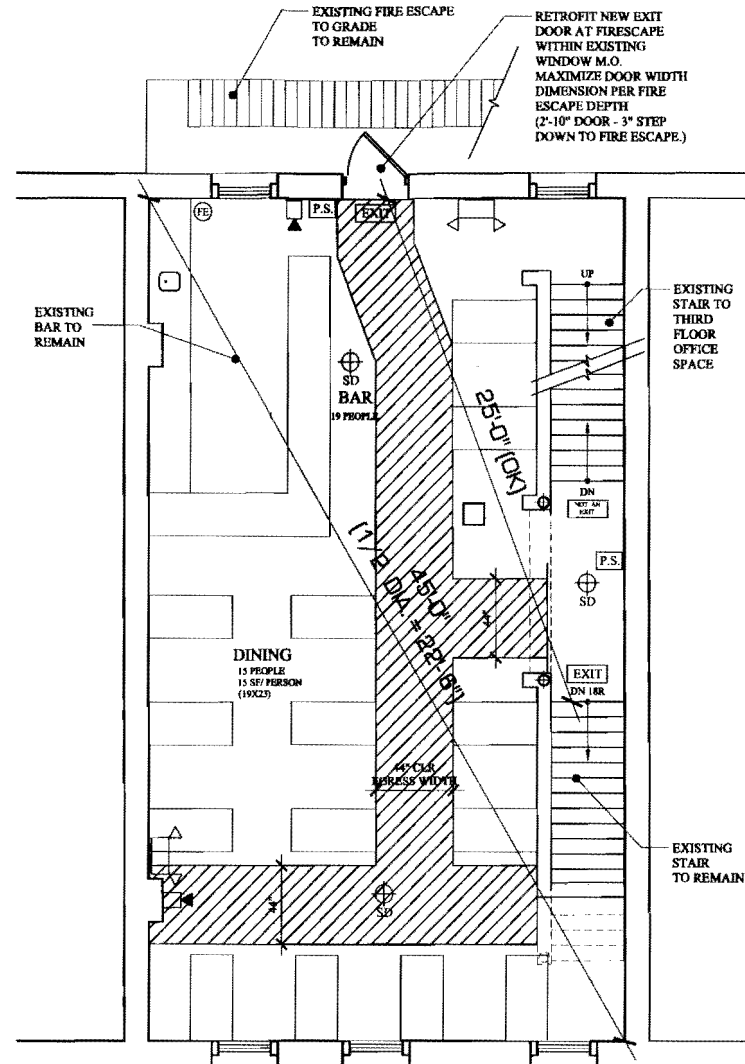 EXISTING FIRE ESCAPE
TO GRADE
TO REMAIN
RETROFIT NEW EXIT
DOOR AT FIRESCAPE
WITHIN EXISTING
WINDOW M.O.
MAXIMIZE DOOR WIDTH
DIMENSION PER FIRE
ESCAPE DEPTH
(2'-10" DOOR - 3" STEP
DOWN TO FIRE ESCAPE.)
FE
P.S.
EXIT
UP
EXISTING
BAR TO
REMAIN
EXISTING
STAIR TO
THIRD
FLOOR
OFFICE
SPACE
SD
BAR
19 PEOPLE
25'-0" (OK)
DN
NOT AN
EXIT
P.S.
SD
45'-0"
(1/2 DIA. = 22'-6")
44"
DINING
15 PEOPLE
15 SF/ PERSON
(19X23)
EXIT
DN 18R
44" CLR
EGRESS WIDTH
EXISTING
STAIR
TO REMAIN
44"
SD